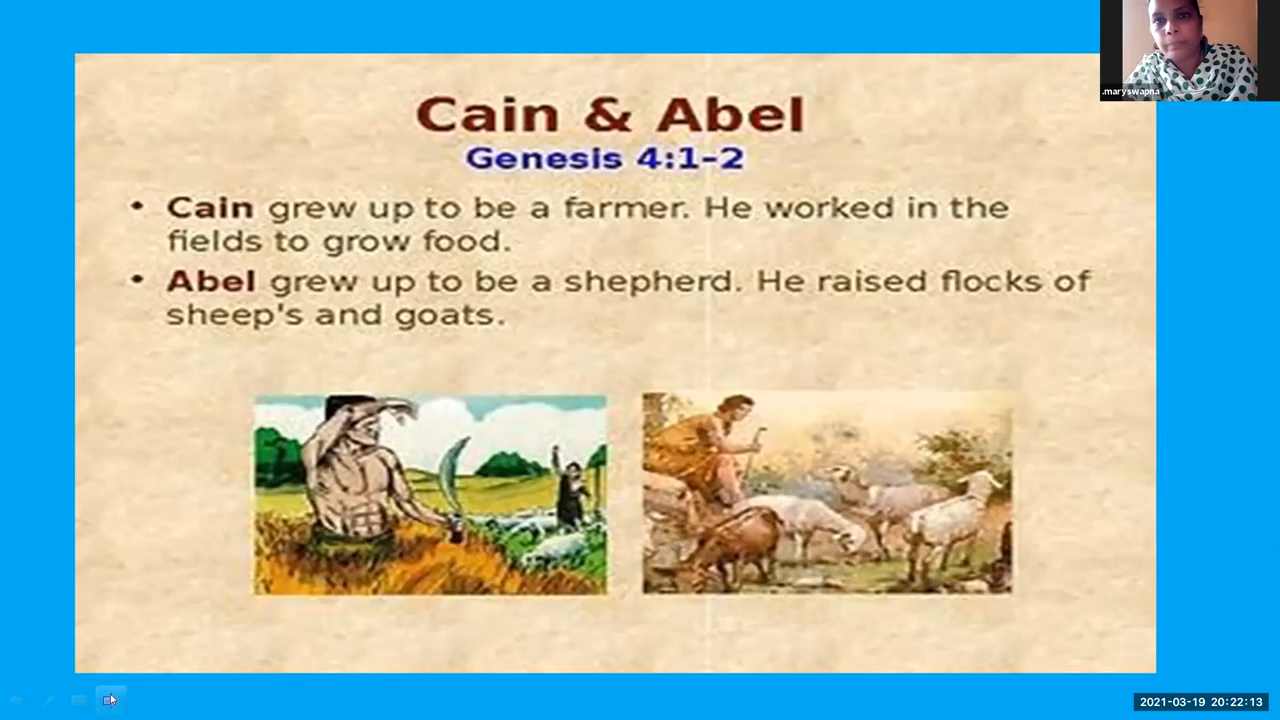 .maryswapna
Cain & Abel
Genesis 4:1-2
• Cain grew up to be a farmer. He worked in the
fields to grow food.
• Abel grew up to be a shepherd. He raised flocks of
sheep's and goats.
2021-03-19 20:22:13